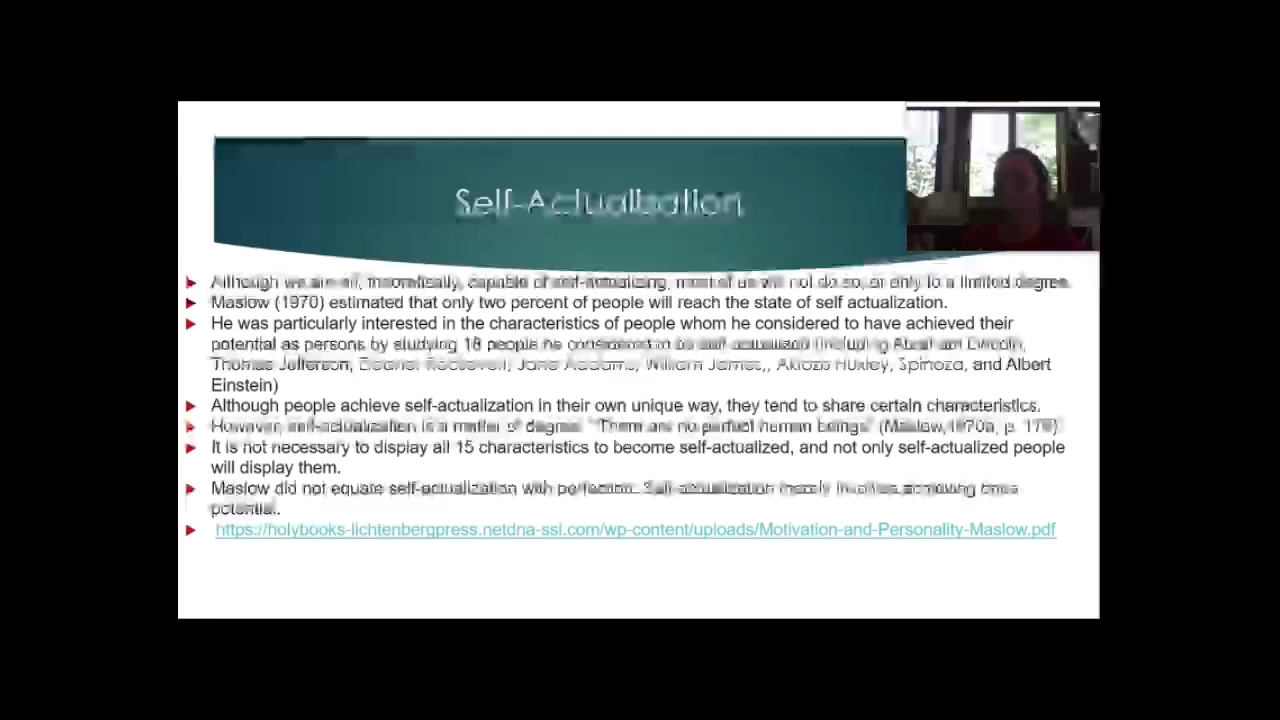 Self-Actualisation
Although we are all, theoretically, capable of self-actualizing, most of us will not do so, or only to a limited degree.
Maslow (1970) estimated that only two percent of people will reach the state of self actualization.
He was particularly interested in the characteristics of people whom he considered to have achieved their
potential as persons by studying 18 people he considered to be self-actualized (including Abraham Lincoln,
Thomas Jefferson, Eleanor Roosevelt, Jane Addams, William James,, Huxley, Spinoza, and Albert
Einstein)
Although people achieve self-actualization in their own unique way, they tend to share certain characteristics.
However, self-actualization is a matter of degree. "There are no perfect human beings" (Maslow,1970a, p. 176)
It is not necessary to display all 15 characteristics to become self-actualized, and not only self-actualized people
will display them.
Maslow did not equate self-actualization with perfection. Self-actualization merely involves achieving ones
potential.
https://holybooks-lichtenbergpress.netdna-ssl.com/wp-content/uploads/Motivation-and-Personality-Maslow.pdf